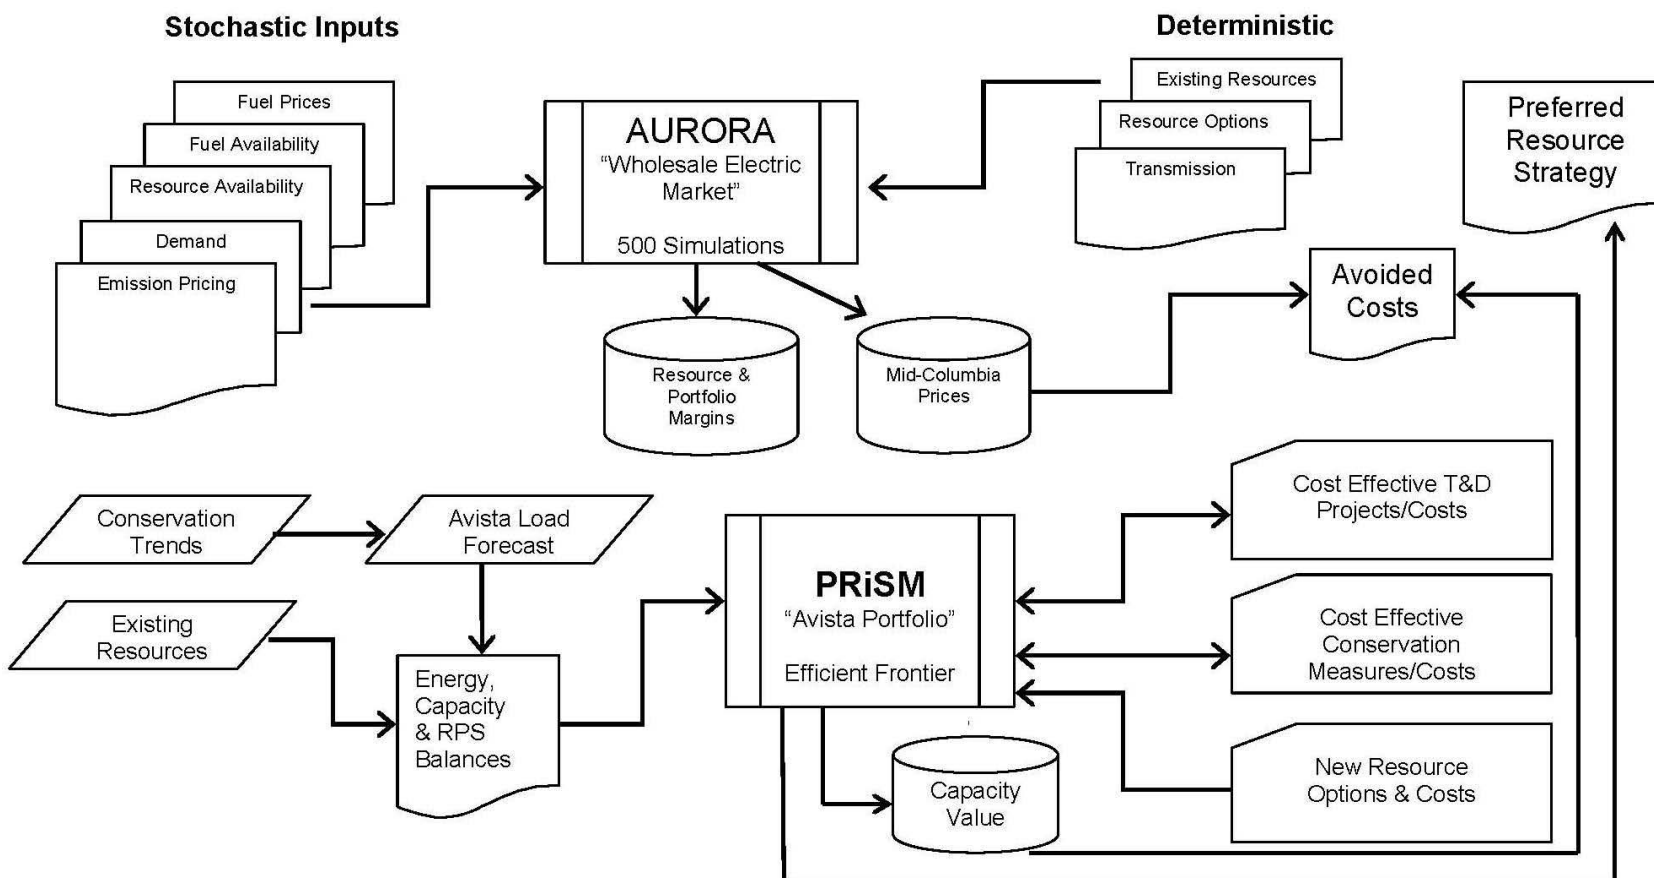 Stochastic Inputs
Deterministic
Fuel Prices
Fuel Availability
Resource Availability
Demand
Emission Pricing
AURORA
“Wholesale Electric
Market”
500 Simulations
Existing Resources
Resource Options
Transmission
Preferred
Resource
Strategy
Avoided
Costs
Resource &
Portfolio
Margins
Mid-Columbia
Prices
Conservation
Trends
Avista Load
Forecast
Existing
Resources
Energy,
Capacity
& RPS
Balances
PRiSM
“Avista Portfolio”
Efficient Frontier
Capacity
Value
Cost Effective T&D
Projects/Costs
Cost Effective
Conservation
Measures/Costs
New Resource
Options & Costs